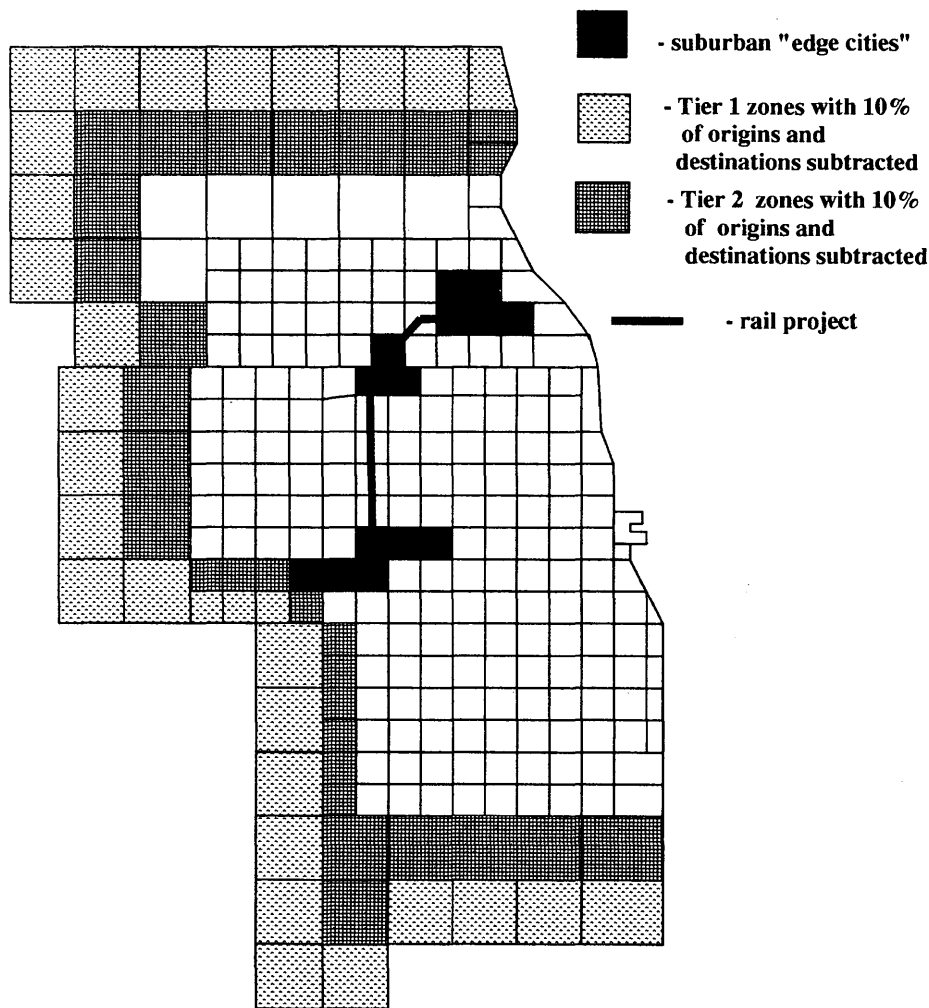 - suburban "edge cities"
- Tier 1 zones with 10%
of origins and
destinations subtracted
- Tier 2 zones with 10%
of origins and
destinations subtracted
- rail project